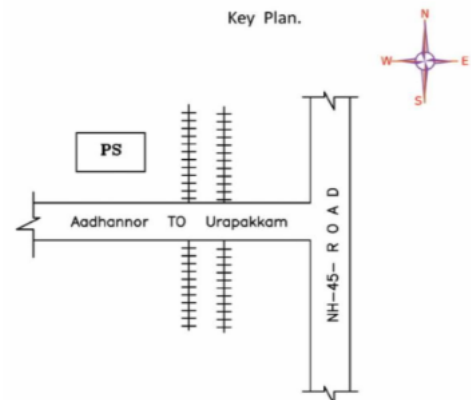 Key Plan.
N
W E
S
PS
Aadhannor TO Urapakkam
NH-45- ROAD